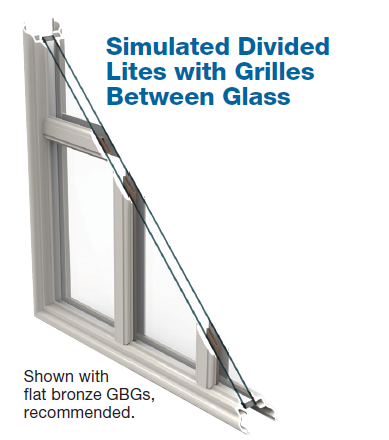 Simulated Divided
Lites with Grilles
Between Glass
Shown with
flat bronze GBGs,
recommended.